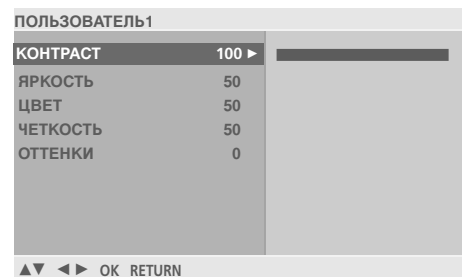 ПОЛЬЗОВАТЕЛЬ1
КОНТРАСТ 100 ►
ЯРКОСТЬ 50
ЦВЕТ 50
ЧЕТКОСТЬ 50
ОТТЕНКИ 0
▲▼ ◄► OK RETURN